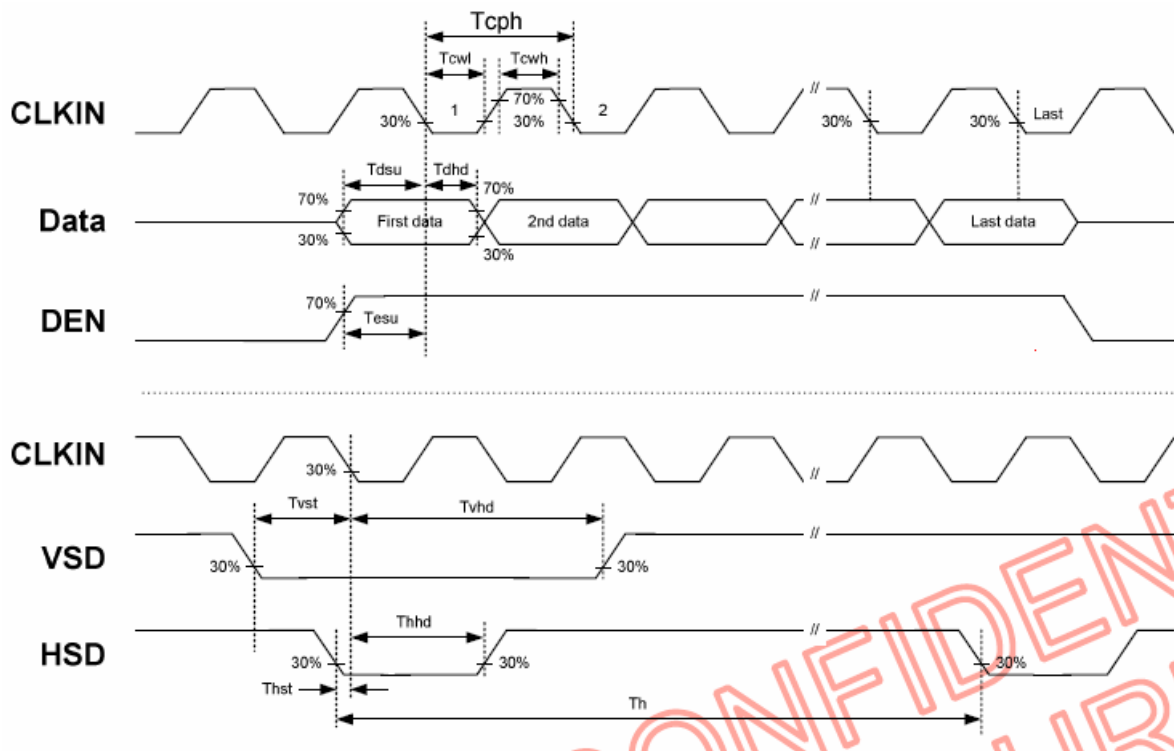 Tcph
Tcwl Tcwh
CLKIN 30% 1 70% 30% 2 // 30% 30% Last
Tdsu Tdhd
70% 70%
Data First data 2nd data // Last data
30% 30%
DEN 70% //
Tesu
CLKIN 30% //
Tvst Tvhd
VSD 30% 30% //
Thhd
HSD 30% 30% // 30%
Thst
Th
CONFIDENT